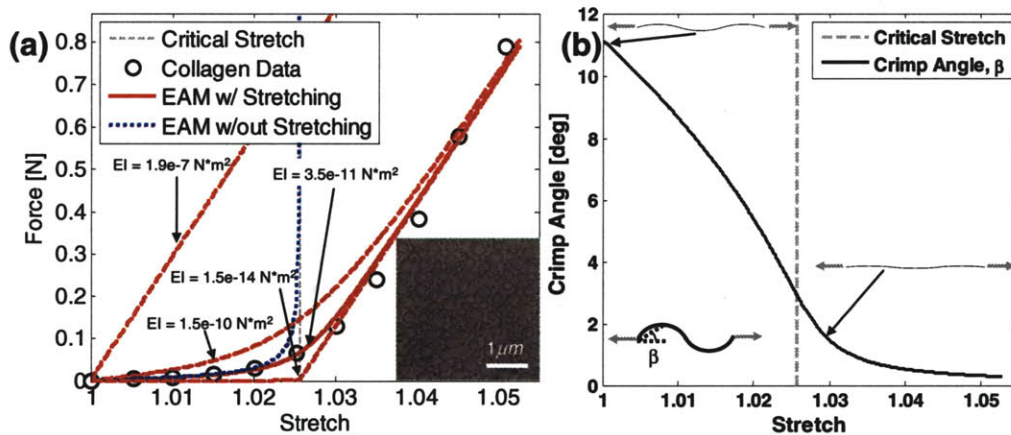 (a)
Critical Stretch
Collagen Data
EAM w/ Stretching
EAM w/out Stretching
EI = 1.9e-7 N*m²
EI = 3.5e-11 N*m²
EI = 1.5e-14 N*m²
EI = 1.5e-10 N*m²
1μm
0.8
0.7
0.6
0.5
0.4
0.3
0.2
0.1
0
Force [N]
1 1.01 1.02 1.03 1.04 1.05
Stretch
(b)
Critical Stretch
Crimp Angle, β
β
12
10
8
6
4
2
0
Crimp Angle [deg]
1 1.01 1.02 1.03 1.04 1.05
Stretch